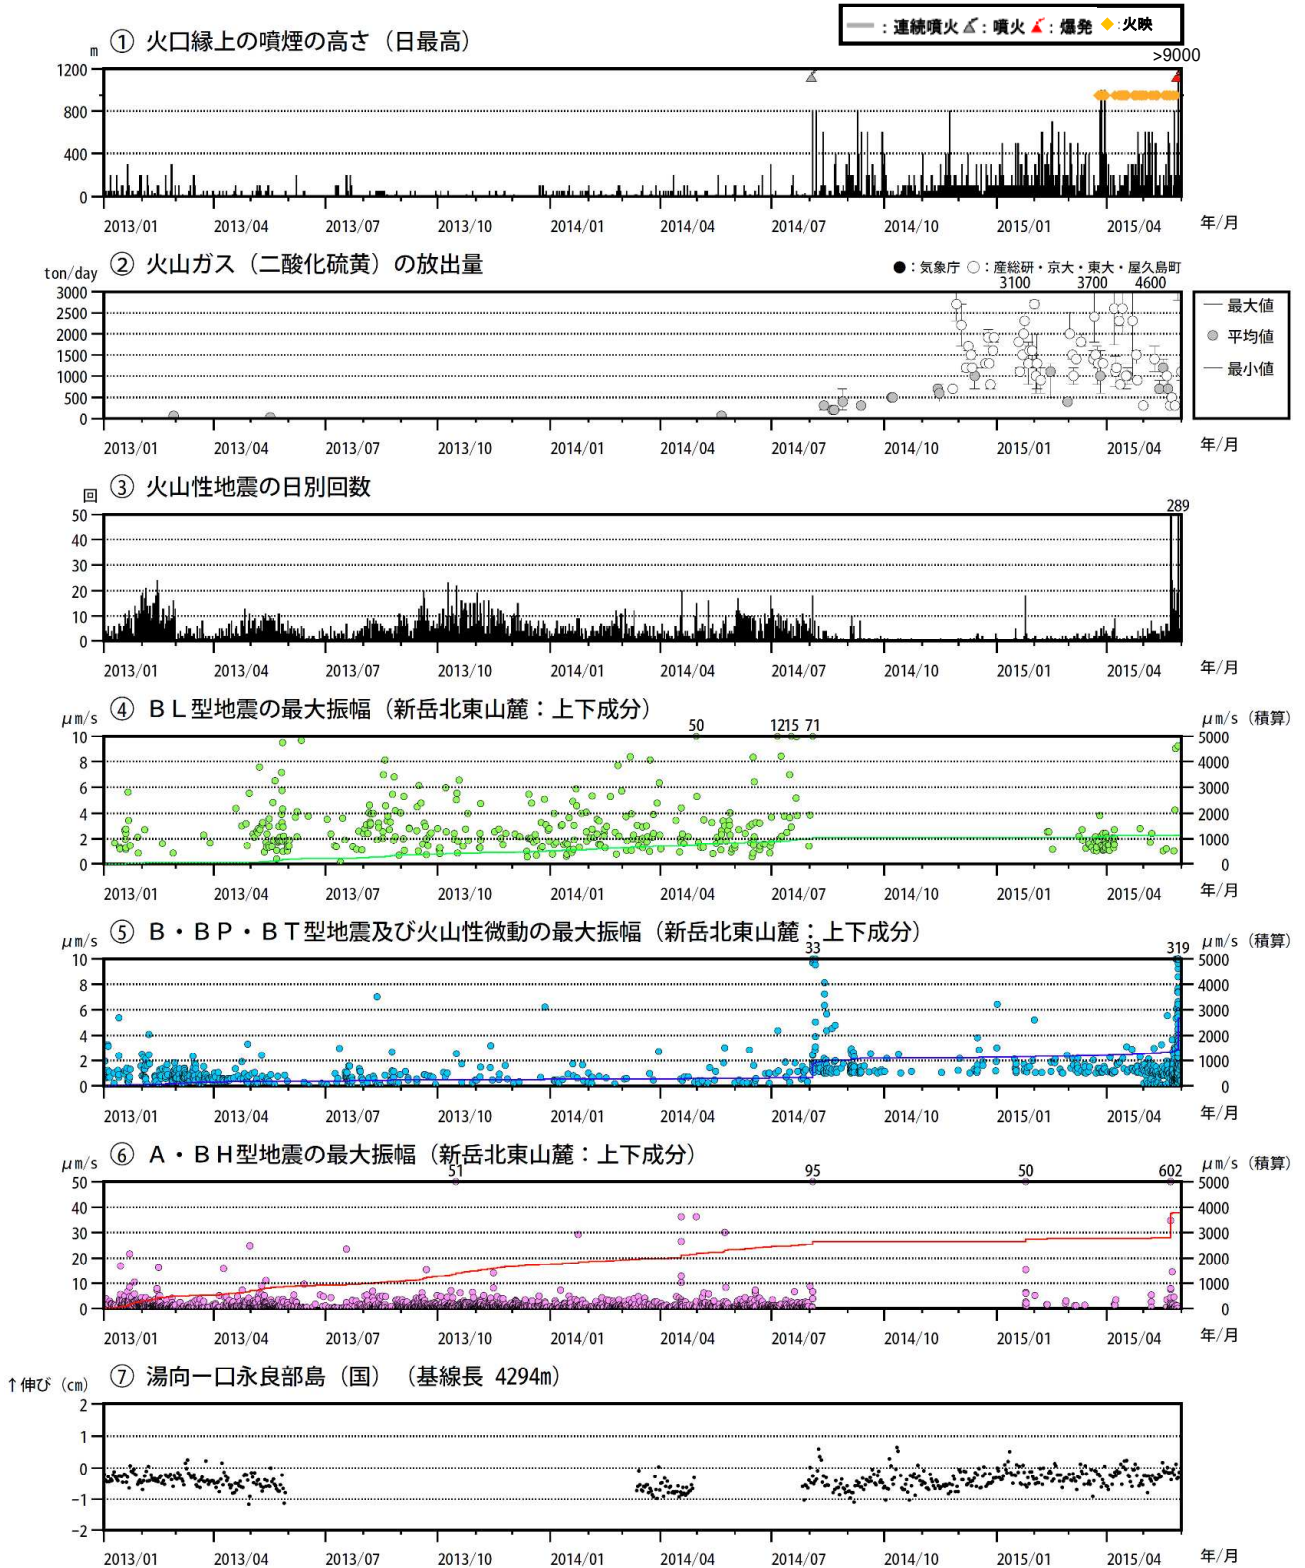 ━ : 連続噴火 : 噴火 : 爆発 ◆ : 火映
① 火口縁上の噴煙の高さ（日最高）
m
>9000
1200
800
400
0
2013/01 2013/04 2013/07 2013/10 2014/01 2014/04 2014/07 2014/10 2015/01 2015/04 年/月
② 火山ガス（二酸化硫黄）の放出量
ton/day
●：気象庁 ○：産総研・京大・東大・屋久島町
3100 3700 4600
3000
2500
2000
1500
1000
500
0
最大値
平均値
最小値
2013/01 2013/04 2013/07 2013/10 2014/01 2014/04 2014/07 2014/10 2015/01 2015/04 年/月
③ 火山性地震の日別回数
回
289
50
40
30
20
10
0
2013/01 2013/04 2013/07 2013/10 2014/01 2014/04 2014/07 2014/10 2015/01 2015/04 年/月
④ ＢＬ型地震の最大振幅（新岳北東山麓：上下成分）
μm/s
μm/s（積算）
50 1215 71
10 5000
8 4000
6 3000
4 2000
2 1000
0 0
2013/01 2013/04 2013/07 2013/10 2014/01 2014/04 2014/07 2014/10 2015/01 2015/04 年/月
⑤ Ｂ・ＢＰ・ＢＴ型地震及び火山性微動の最大振幅（新岳北東山麓：上下成分）
μm/s
μm/s（積算）
33 319
10 5000
8 4000
6 3000
4 2000
2 1000
0 0
2013/01 2013/04 2013/07 2013/10 2014/01 2014/04 2014/07 2014/10 2015/01 2015/04 年/月
⑥ Ａ・ＢＨ型地震の最大振幅（新岳北東山麓：上下成分）
μm/s
μm/s（積算）
51 95 50 602
50 5000
40 4000
30 3000
20 2000
10 1000
0 0
2013/01 2013/04 2013/07 2013/10 2014/01 2014/04 2014/07 2014/10 2015/01 2015/04 年/月
⑦ 湯向ー口永良部島（国）（基線長 4294m）
↑伸び（cm）
2
1
0
−1
−2
2013/01 2013/04 2013/07 2013/10 2014/01 2014/04 2014/07 2014/10 2015/01 2015/04 年/月